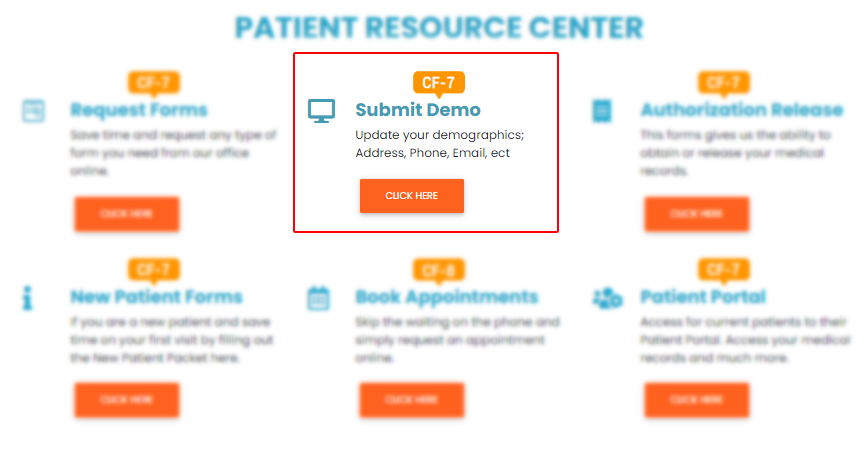 PATIENT RESOURCE CENTER
CF-7
Request Forms
Save time and request any type of
form you need from our office
online.
CLICK HERE
CF-7
Submit Demo
Update your demographics;
Address, Phone, Email, ect
CLICK HERE
CF-7
Authorization Release
This forms gives us the ability to
obtain or release your medical
records.
CLICK HERE
CF-7
New Patient Forms
If you are a new patient and save
time on your first visit by filling out
the New Patient Packet here.
CLICK HERE
CF-8
Book Appointments
Skip the waiting on the phone and
simply request an appointment
online.
CLICK HERE
CF-7
Patient Portal
Access for current patients to their
Patient Portal. Access your medical
records and much more.
CLICK HERE